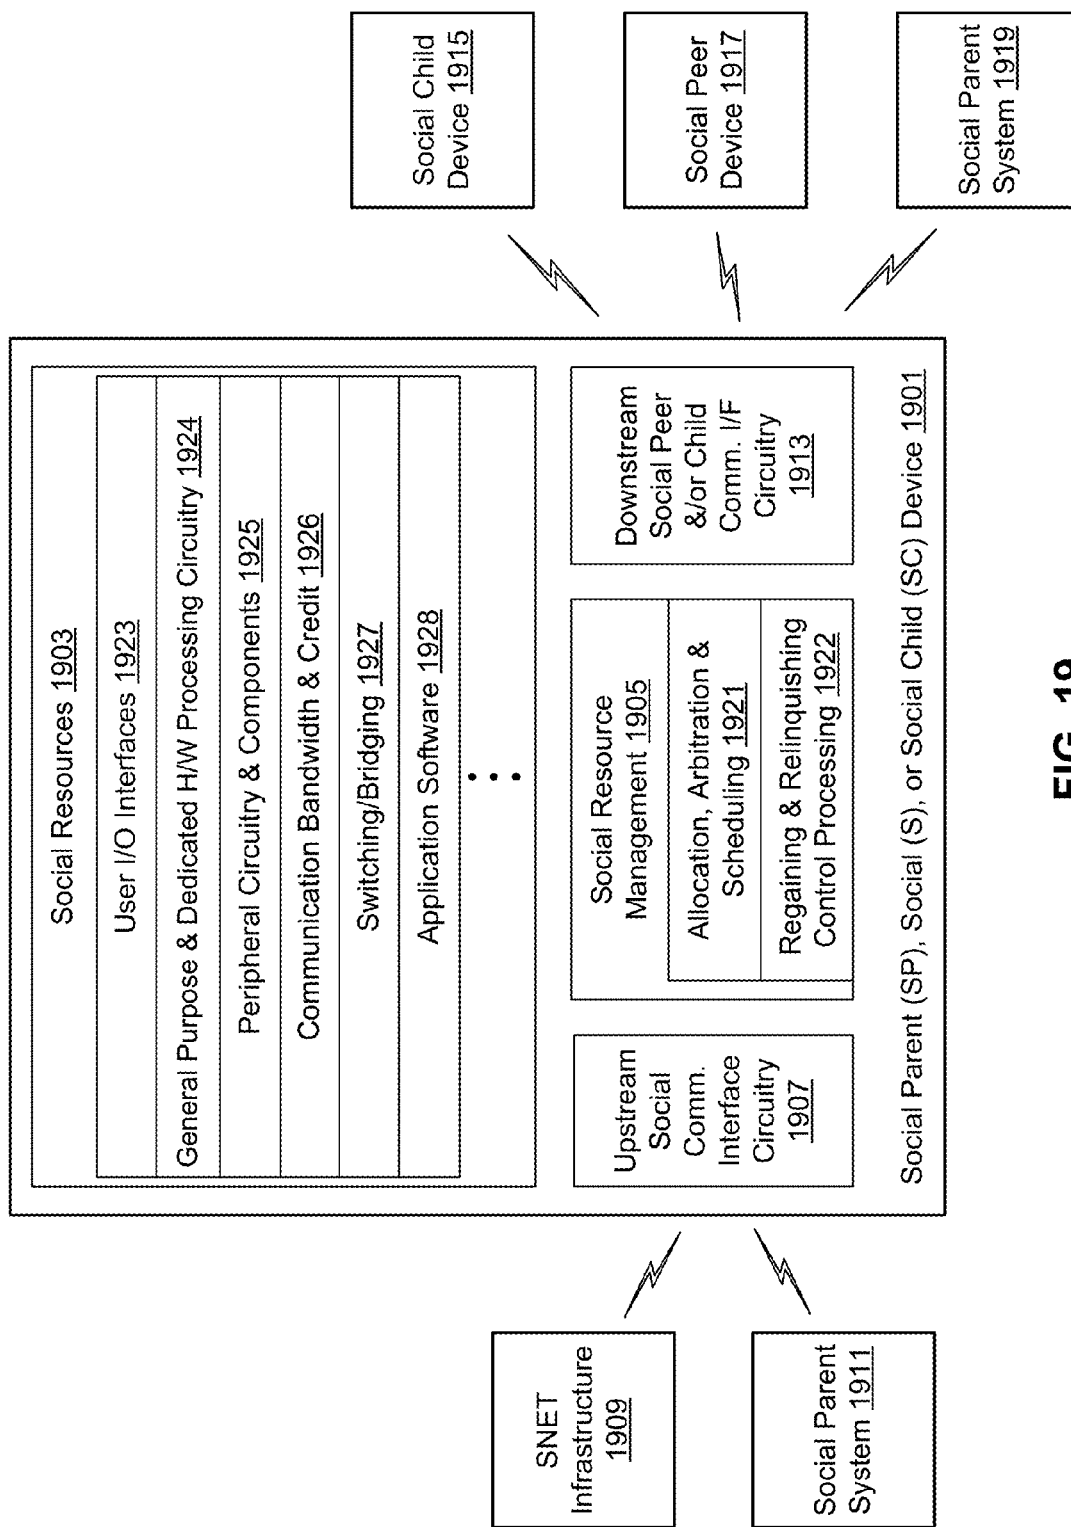 Social Resources 1903
User I/O Interfaces 1923
General Purpose & Dedicated H/W Processing Circuitry 1924
Peripheral Circuitry & Components 1925
Communication Bandwidth & Credit 1926
Switching/Bridging 1927
Application Software 1928
SNET
Infrastructure
1909
Social Parent
System 1911
Upstream
Social
Comm.
Interface
Circuitry
1907
Social Resource
Management 1905
Allocation, Arbitration &
Scheduling 1921
Regaining & Relinquishing
Control Processing 1922
Downstream
Social Peer
&/or Child
Comm. I/F
Circuitry
1913
Social Child
Device 1915
Social Peer
Device 1917
Social Parent
System 1919
Social Parent (SP), Social (S), or Social Child (SC) Device 1901
FIG. 19